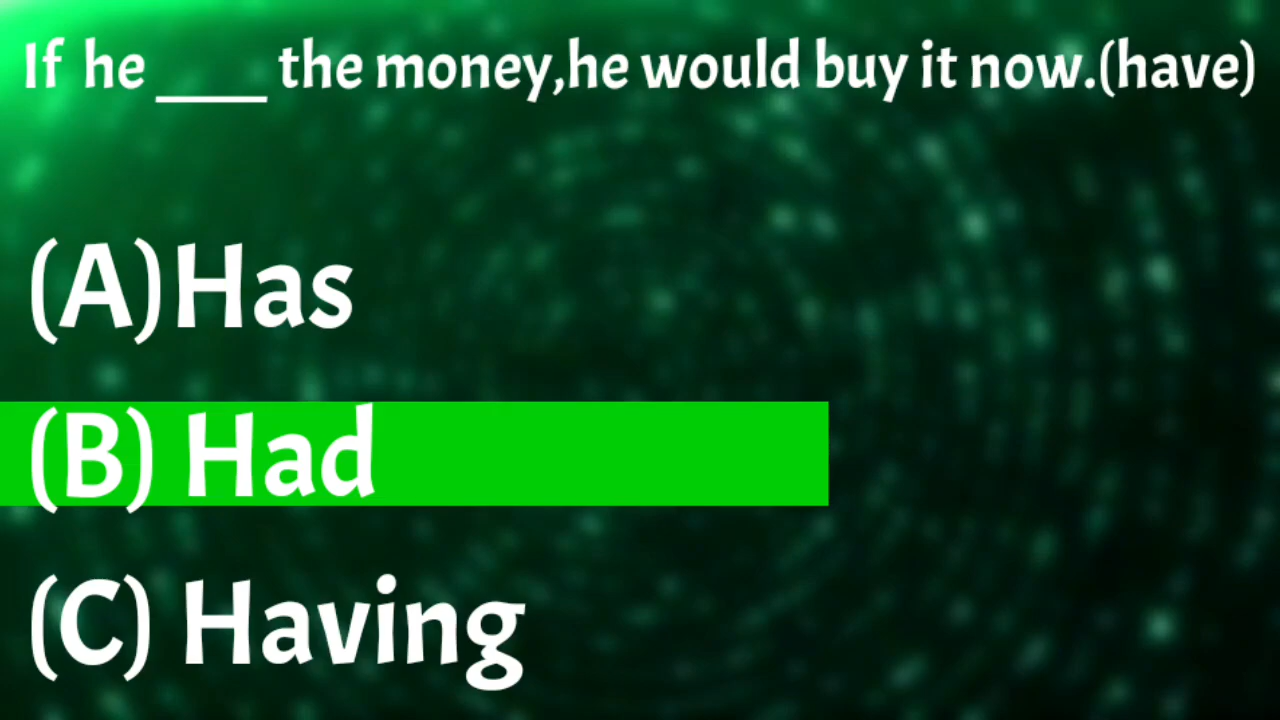 If he ____ the money,he would buy it now.(have)
(A)Has
(B) Had
(C) Having